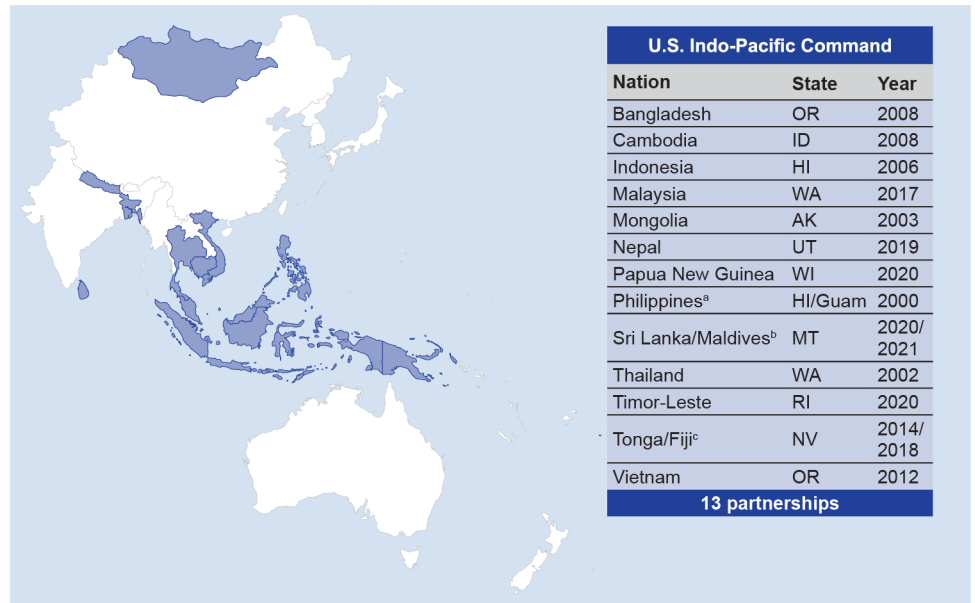 U.S. Indo-Pacific Command
Nation State Year
Bangladesh OR 2008
Cambodia ID 2008
Indonesia HI 2006
Malaysia WA 2017
Mongolia AK 2003
Nepal UT 2019
Papua New Guinea WI 2020
Philippinesᵃ HI/Guam 2000
Sri Lanka/Maldivesᵇ MT 2020/
2021
Thailand WA 2002
Timor-Leste RI 2020
Tonga/Fijiᶜ NV 2014/
2018
Vietnam OR 2012
13 partnerships